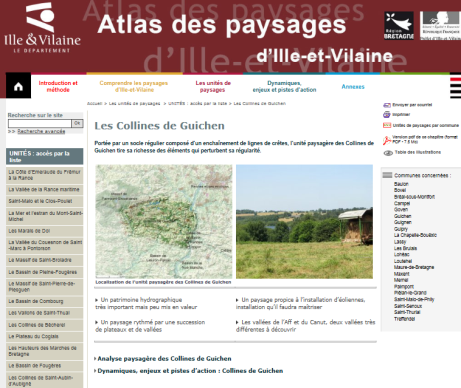 Atlas des paysages
Atlas des paysages
d'Ille-et-Vilaine
d'Ille-et-Vilaine
Ille & Vilaine
LE DÉPARTEMENT
BRETAGNE
Introduction et
méthode
Comprendre les paysages
d'Ille-et-Vilaine
Les unités de
paysages
Dynamiques,
enjeux et pistes d'action
Annexes
Accueil > Les unités de paysages > UNITÉS : accès par la liste > Les Collines de Guichen
Recherche sur le site
Ok
>> Recherche avancée
UNITÉS : accès par la
liste
La Côte d'Emeraude du Frémur
à la Rance
La Vallée de la Rance maritime
Saint-Malo et le Clos-Poulet
La Mer et l'estran du Mont-Saint-
Michel
Les Marais de Dol
La Vallée du Couesnon de Saint
-Marc à Pontorson
Le Massif de Saint-Broladre
Le Bassin de Pleine-Fougères
Le Massif de Saint-Pierre-de-
Plesguen
Le Bassin de Combourg
Les Vallons de Saint-Thual
Les Collines de Bécherel
Le Plateau du Coglais
Les Hauteurs des Marches de
Bretagne
Le Bassin de Fougères
Les Collines de Saint-Aubin-
d'Aubigné
Les Collines de Guichen
Portée par un socle régulier composé d'un enchaînement de lignes de crêtes, l'unité paysagère des Collines de
Guichen tire sa richesse des éléments qui perturbent sa régularité.
Localisation de l'unité paysagère des Collines de Guichen
Un patrimoine hydrographique
très important mais peu mis en valeur
Un paysage propice à l'installation d'éoliennes,
installation qu'il faudra maîtriser
Un paysage rythmé par une succession
de plateaux et de vallées
Les vallées de l'Aff et du Canut, deux vallées très
différentes à découvrir
Analyse paysagère des Collines de Guichen
Dynamiques, enjeux et pistes d'action : Collines de Guichen
Envoyer par courriel
Imprimer
Unités de paysages par commune
Version pdf de ce chapitre (format
PDF - 7.6 Mo)
Table des illustrations
Communes concernées :
Baulon
Bovel
Bréal-sous-Montfort
Campel
Goven
Guichen
Guignen
Guipry
La Chapelle-Bouëxic
Lassy
Les Brulais
Lohéac
Loutehel
Maure-de-Bretagne
Maxent
Mernel
Paimpont
Plélan-le-Grand
Saint-Malo-de-Phily
Saint-Senoux
Saint-Thurial
Treffendel